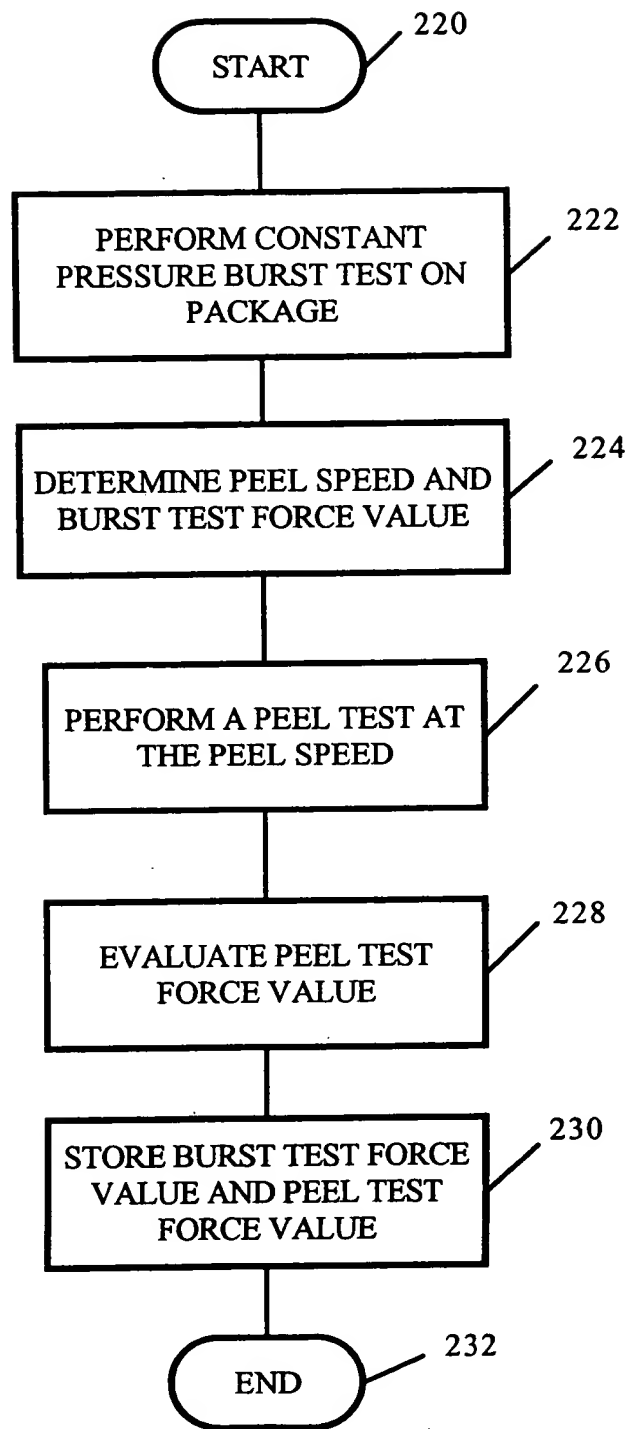 220
START
222
PERFORM CONSTANT
PRESSURE BURST TEST ON
PACKAGE
224
DETERMINE PEEL SPEED AND
BURST TEST FORCE VALUE
226
PERFORM A PEEL TEST AT
THE PEEL SPEED
228
EVALUATE PEEL TEST
FORCE VALUE
230
STORE BURST TEST FORCE
VALUE AND PEEL TEST
FORCE VALUE
232
END